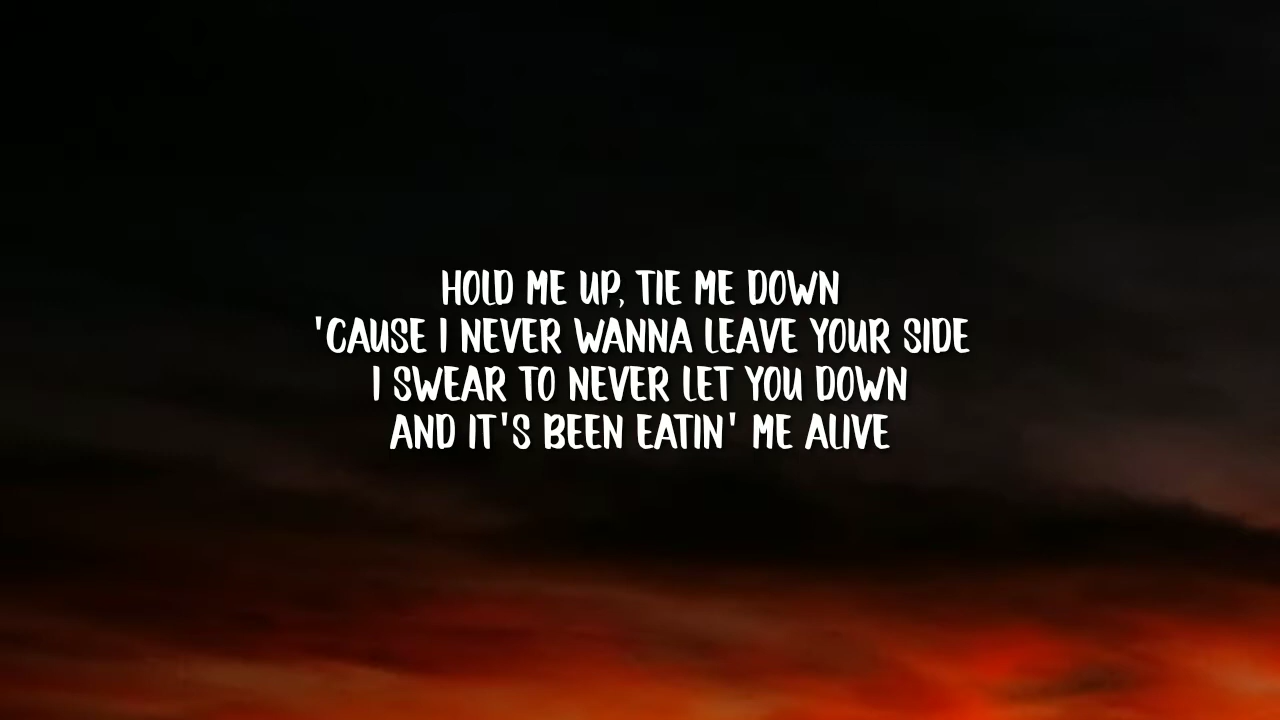 HOLD ME UP, TIE ME DOWN
'CAUSE I NEVER WANNA LEAVE YOUR SIDE
I SWEAR TO NEVER LET YOU DOWN
AND IT'S BEEN EATIN' ME ALIVE